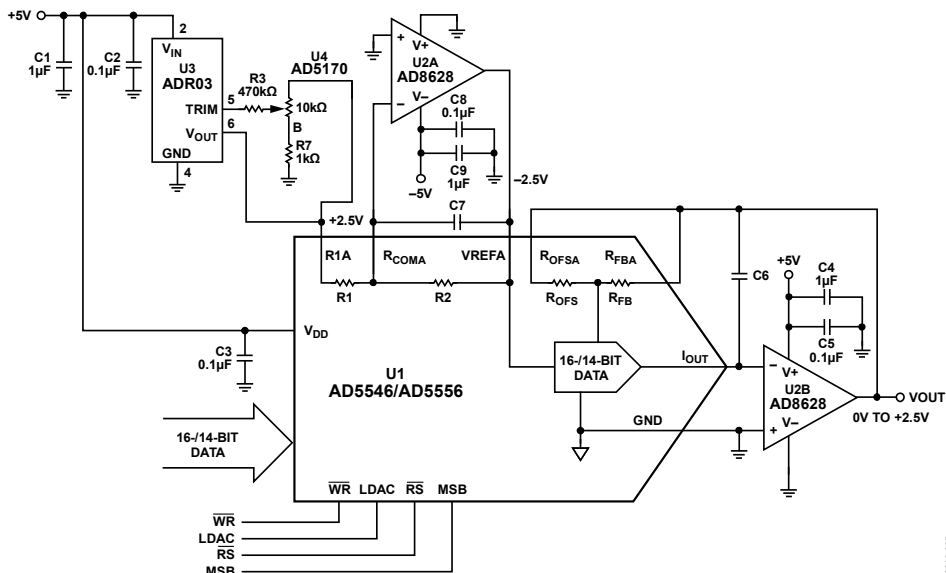 +5V
C1
1µF
C2
0.1µF
2
VIN
U3
ADR03
TRIM
5
VOUT
6
GND
4
R3
470kΩ
U4
AD5170
10kΩ
B
R7
1kΩ
+2.5V
+
V+
U2A
AD8628
–
V–
C8
0.1µF
C9
1µF
–5V
–2.5V
C7
R1A
RCOMA
VREFA
ROFSA
RFBA
R1
R2
ROFS
RFB
C6
+5V
C4
1µF
C5
0.1µF
VDD
C3
0.1µF
U1
AD5546/AD5556
16-/14-BIT
DATA
IOUT
GND
–
V+
U2B
AD8628
+
V–
VOUT
0V TO +2.5V
16-/14-BIT
DATA
WR LDAC RS MSB
WR
LDAC
RS
MSB